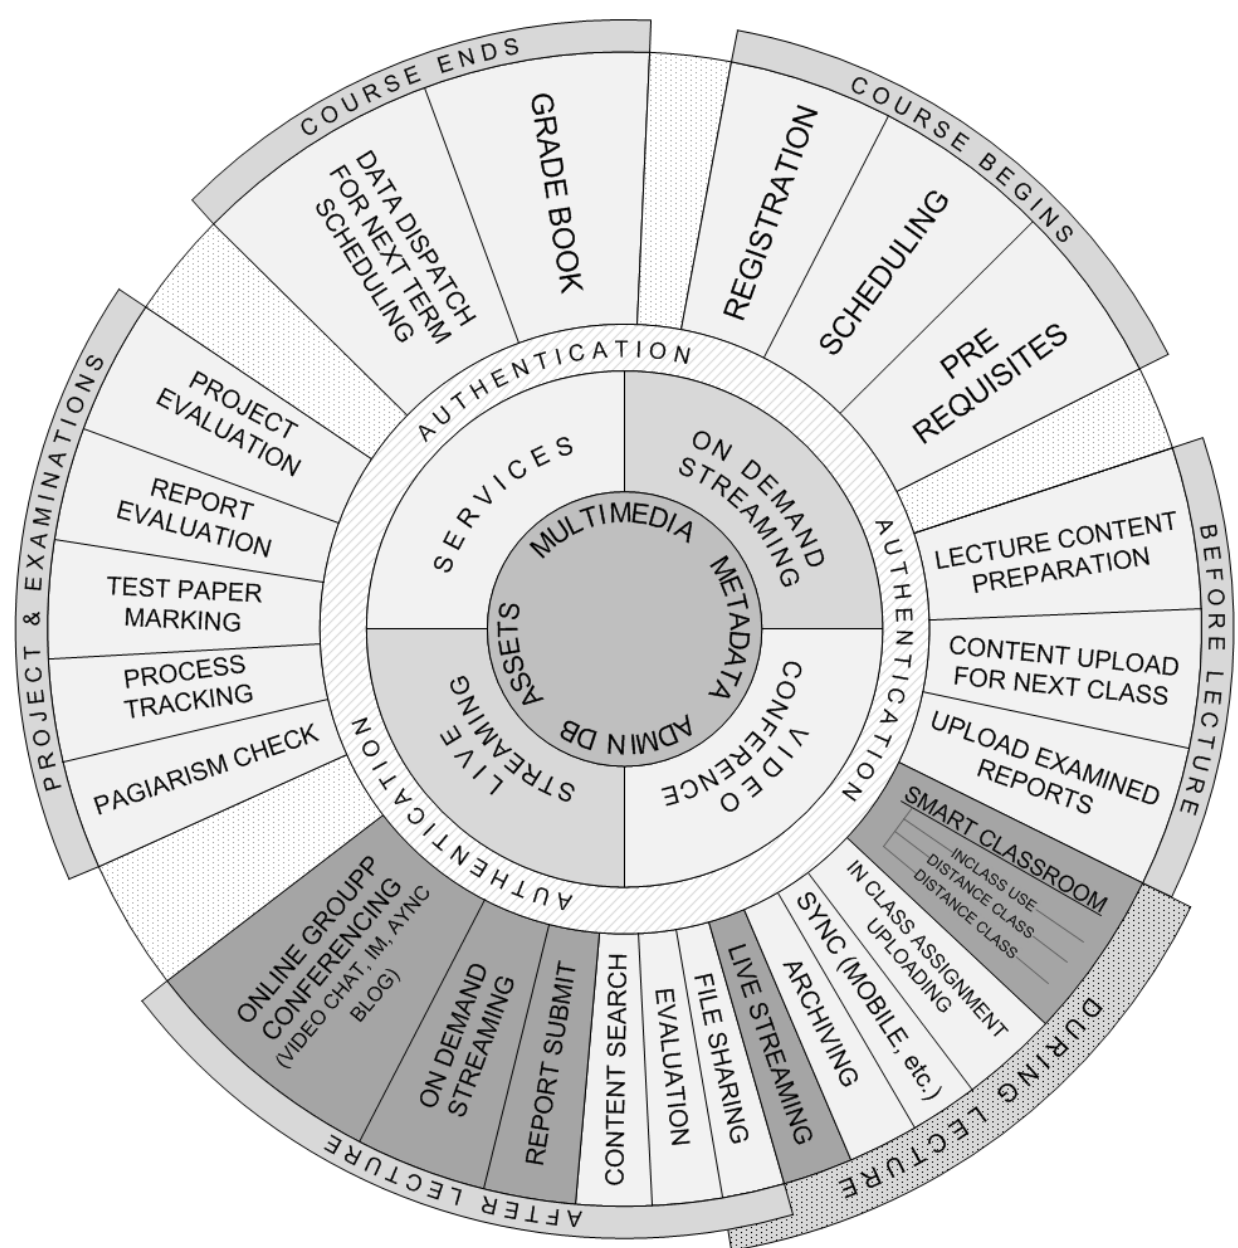 COURSE BEGINS
REGISTRATION
SCHEDULING
PRE
REQUISITES
BEFORE LECTURE
LECTURE CONTENT
PREPARATION
CONTENT UPLOAD
FOR NEXT CLASS
UPLOAD EXAMINED
REPORTS
DURING LECTURE
SMART CLASSROOM
INCLASS USE
DISTANCE CLASS
DISTANCE CLASS
IN CLASS ASSIGNMENT
UPLOADING
SYNC (MOBILE, etc.)
ARCHIVING
LIVE STREAMING
FILE SHARING
EVALUATION
CONTENT SEARCH
REPORT SUBMIT
ON DEMAND
STREAMING
ONLINE GROUPP
CONFERENCING
(VIDEO CHAT, IM, AYNC
BLOG)
AFTER LECTURE
PROJECT & EXAMINATIONS
PROJECT
EVALUATION
REPORT
EVALUATION
TEST PAPER
MARKING
PROCESS
TRACKING
PAGIARISM CHECK
COURSE ENDS
DATA DISPATCH
FOR NEXT TERM
SCHEDULING
GRADE BOOK
AUTHENTICATION
AUTHENTICATION
AUTHENTICATION
SERVICES
ON DEMAND
STREAMING
VIDEO
CONFERENCE
LIVE
STREAMING
MULTIMEDIA
METADATA
ADMIN DB
ASSETS